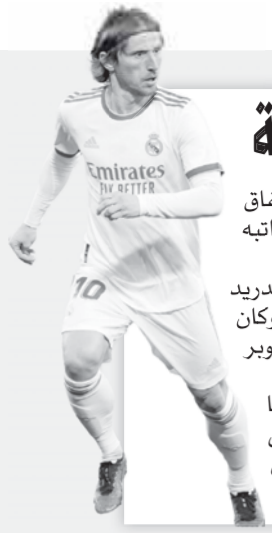 ة
فاق
اتبه
دريد
وكان
وبر
ا
Emirates
FLY BETTER
10